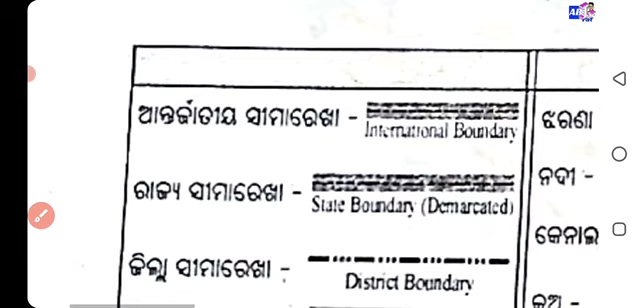 ଆନ୍ତର୍ଜାତୀୟ ସୀମାରେଖା -
International Boundary
ଝରଣା
ରାଜ୍ୟ ସୀମାରେଖା -
State Boundary (Demarcated)
ନଦୀ -
କେନାଲ
ଜିଲ୍ଲା ସୀମାରେଖା -
District Boundary
କୂଅ -